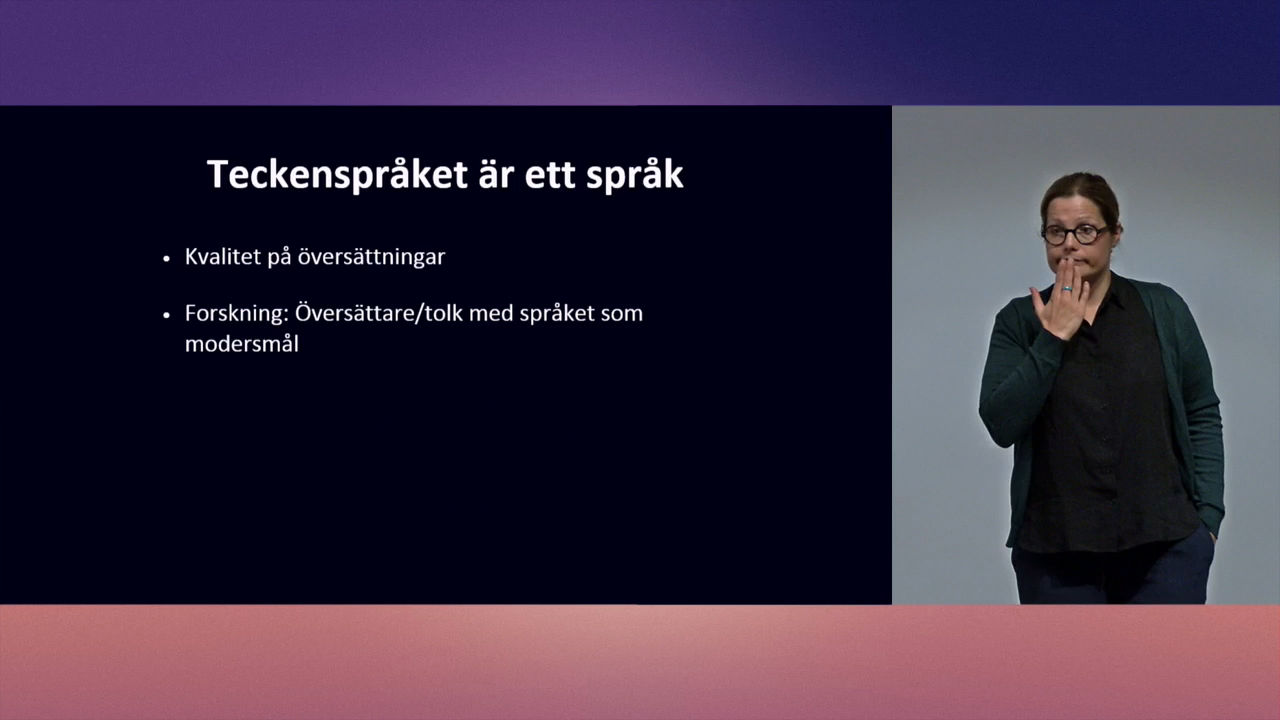 Teckenspråket är ett språk
• Kvalitet på översättningar
• Forskning: Översättare/tolk med språket som
modersmål